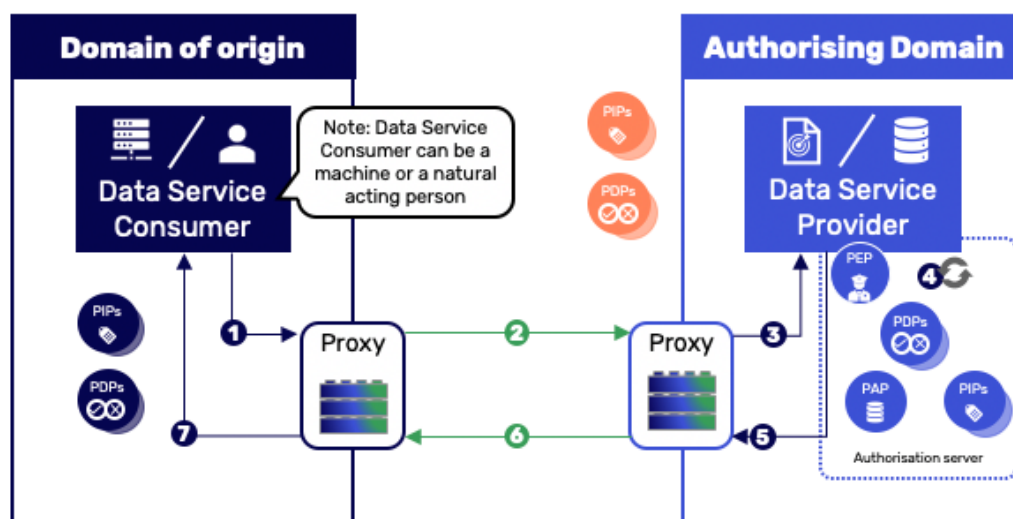 Domain of origin
Authorising Domain
Data Service
Consumer
Note: Data Service
Consumer can be a
machine or a natural
acting person
PIPs
PDPs
Data Service
Provider
PEP
4
PDPs
PAP
PIPs
Authorisation server
PIPs
PDPs
1
Proxy
2
Proxy
3
7
6
5